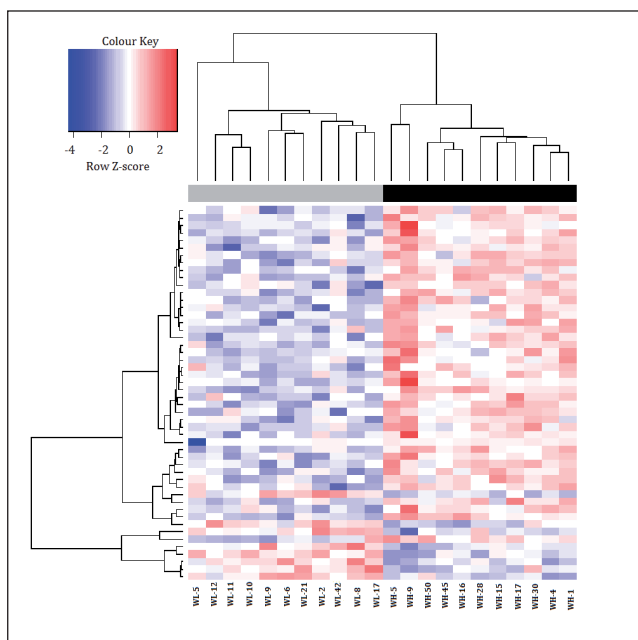 Colour Key
-4 -2 0 2
Row Z-score
WL-5 WL-12 WL-11 WL-10 WL-9 WL-6 WL-21 WL-2 WL-42 WL-8 WL-17 WH-5 WH-9 WH-50 WH-45 WH-16 WH-28 WH-15 WH-17 WH-30 WH-4 WH-1